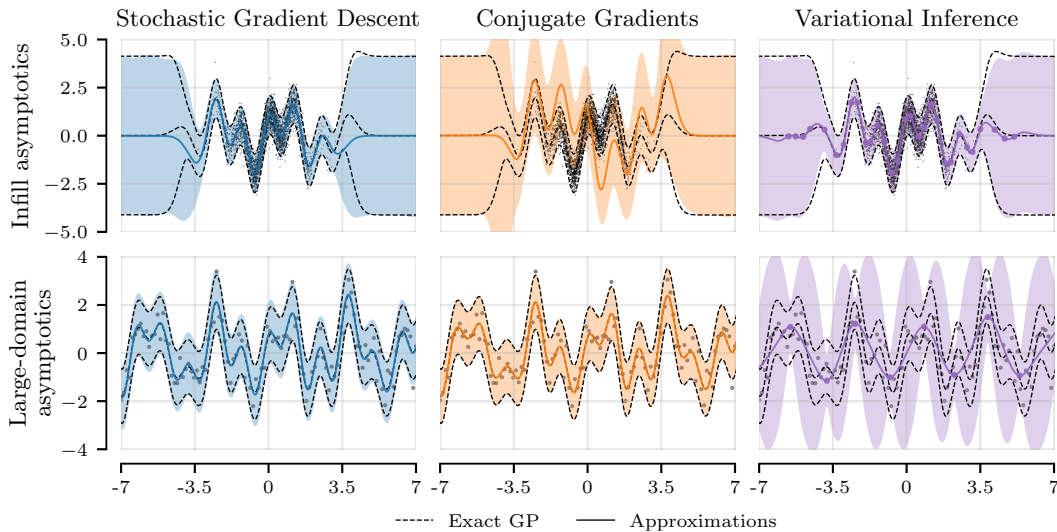 Stochastic Gradient Descent Conjugate Gradients Variational Inference
Infill asymptotics
5.0
2.5
0.0
−2.5
−5.0
Large-domain
asymptotics
4
2
0
−2
−4
-7 -3.5 0 3.5 7 -7 -3.5 0 3.5 7 -7 -3.5 0 3.5 7
Exact GP Approximations